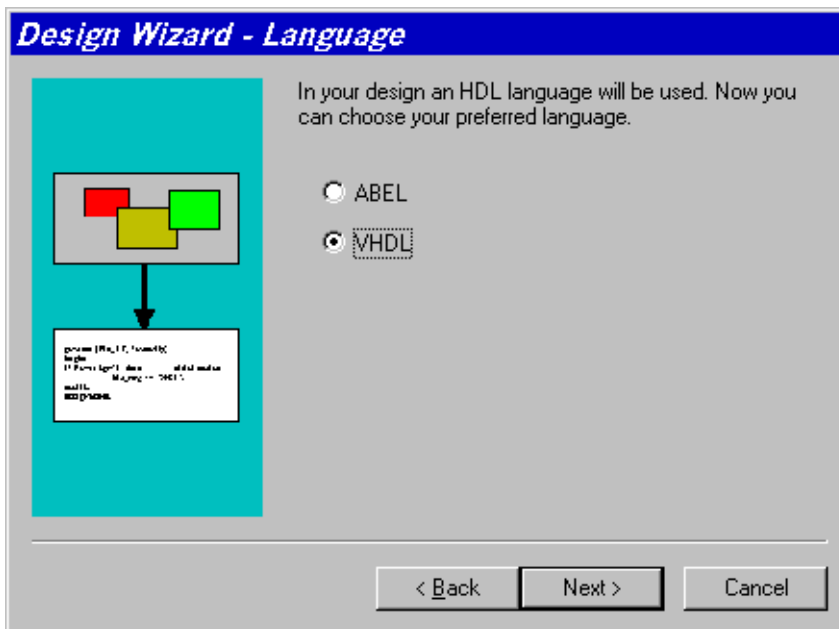 Design Wizard - Language
In your design an HDL language will be used. Now you
can choose your preferred language.
ABEL
VHDL
< Back
Next >
Cancel